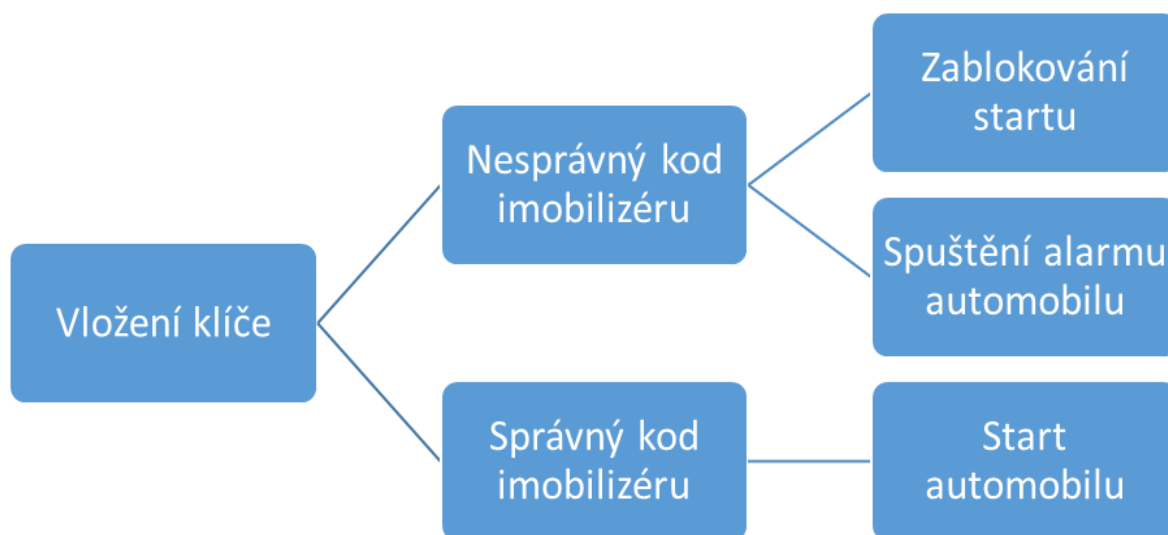 Vložení klíče
Nesprávný kod
imobilizéru
Zablokování
startu
Spuštění alarmu
automobilu
Správný kod
imobilizéru
Start
automobilu